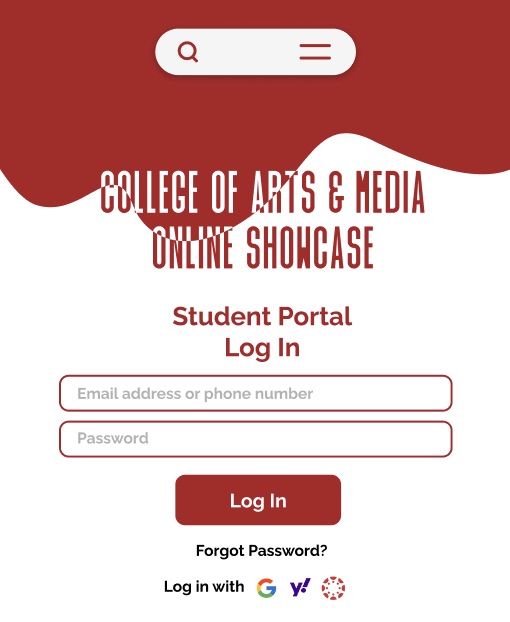 COLLEGE OF ARTS & MEDIA
ONLINE SHOWCASE
Student Portal
Log In
Email address or phone number
Password
Log In
Forgot Password?
Log in with G y!